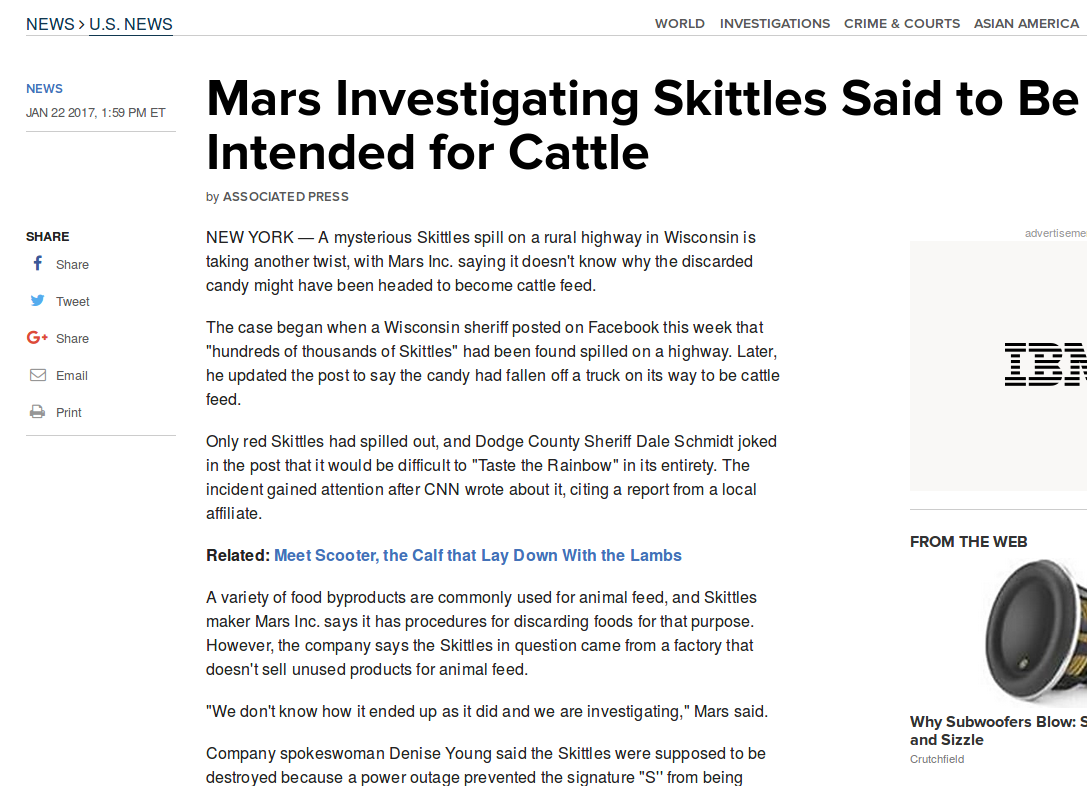 NEWS > U.S. NEWS
WORLD INVESTIGATIONS CRIME & COURTS ASIAN AMERICA
NEWS
JAN 22 2017, 1:59 PM ET
Mars Investigating Skittles Said to Be
Intended for Cattle
by ASSOCIATED PRESS
SHARE
Share
Tweet
Share
Email
Print
NEW YORK — A mysterious Skittles spill on a rural highway in Wisconsin is
taking another twist, with Mars Inc. saying it doesn't know why the discarded
candy might have been headed to become cattle feed.
The case began when a Wisconsin sheriff posted on Facebook this week that
"hundreds of thousands of Skittles" had been found spilled on a highway. Later,
he updated the post to say the candy had fallen off a truck on its way to be cattle
feed.
Only red Skittles had spilled out, and Dodge County Sheriff Dale Schmidt joked
in the post that it would be difficult to "Taste the Rainbow" in its entirety. The
incident gained attention after CNN wrote about it, citing a report from a local
affiliate.
Related: Meet Scooter, the Calf that Lay Down With the Lambs
A variety of food byproducts are commonly used for animal feed, and Skittles
maker Mars Inc. says it has procedures for discarding foods for that purpose.
However, the company says the Skittles in question came from a factory that
doesn't sell unused products for animal feed.
"We don't know how it ended up as it did and we are investigating," Mars said.
Company spokeswoman Denise Young said the Skittles were supposed to be
destroyed because a power outage prevented the signature "S'' from being
advertiseme
IBM
FROM THE WEB
Why Subwoofers Blow: S
and Sizzle
Crutchfield